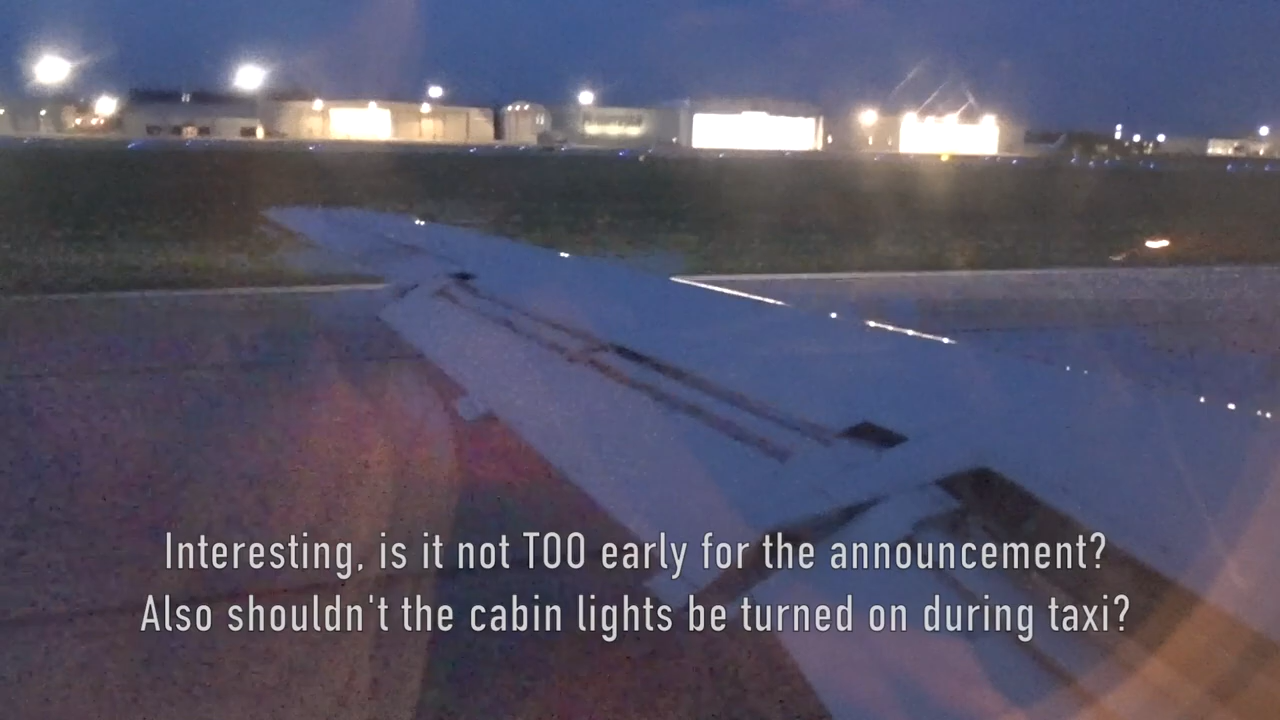 Interesting, is it not TOO early for the announcement?
Also shouldn't the cabin lights be turned on during taxi?